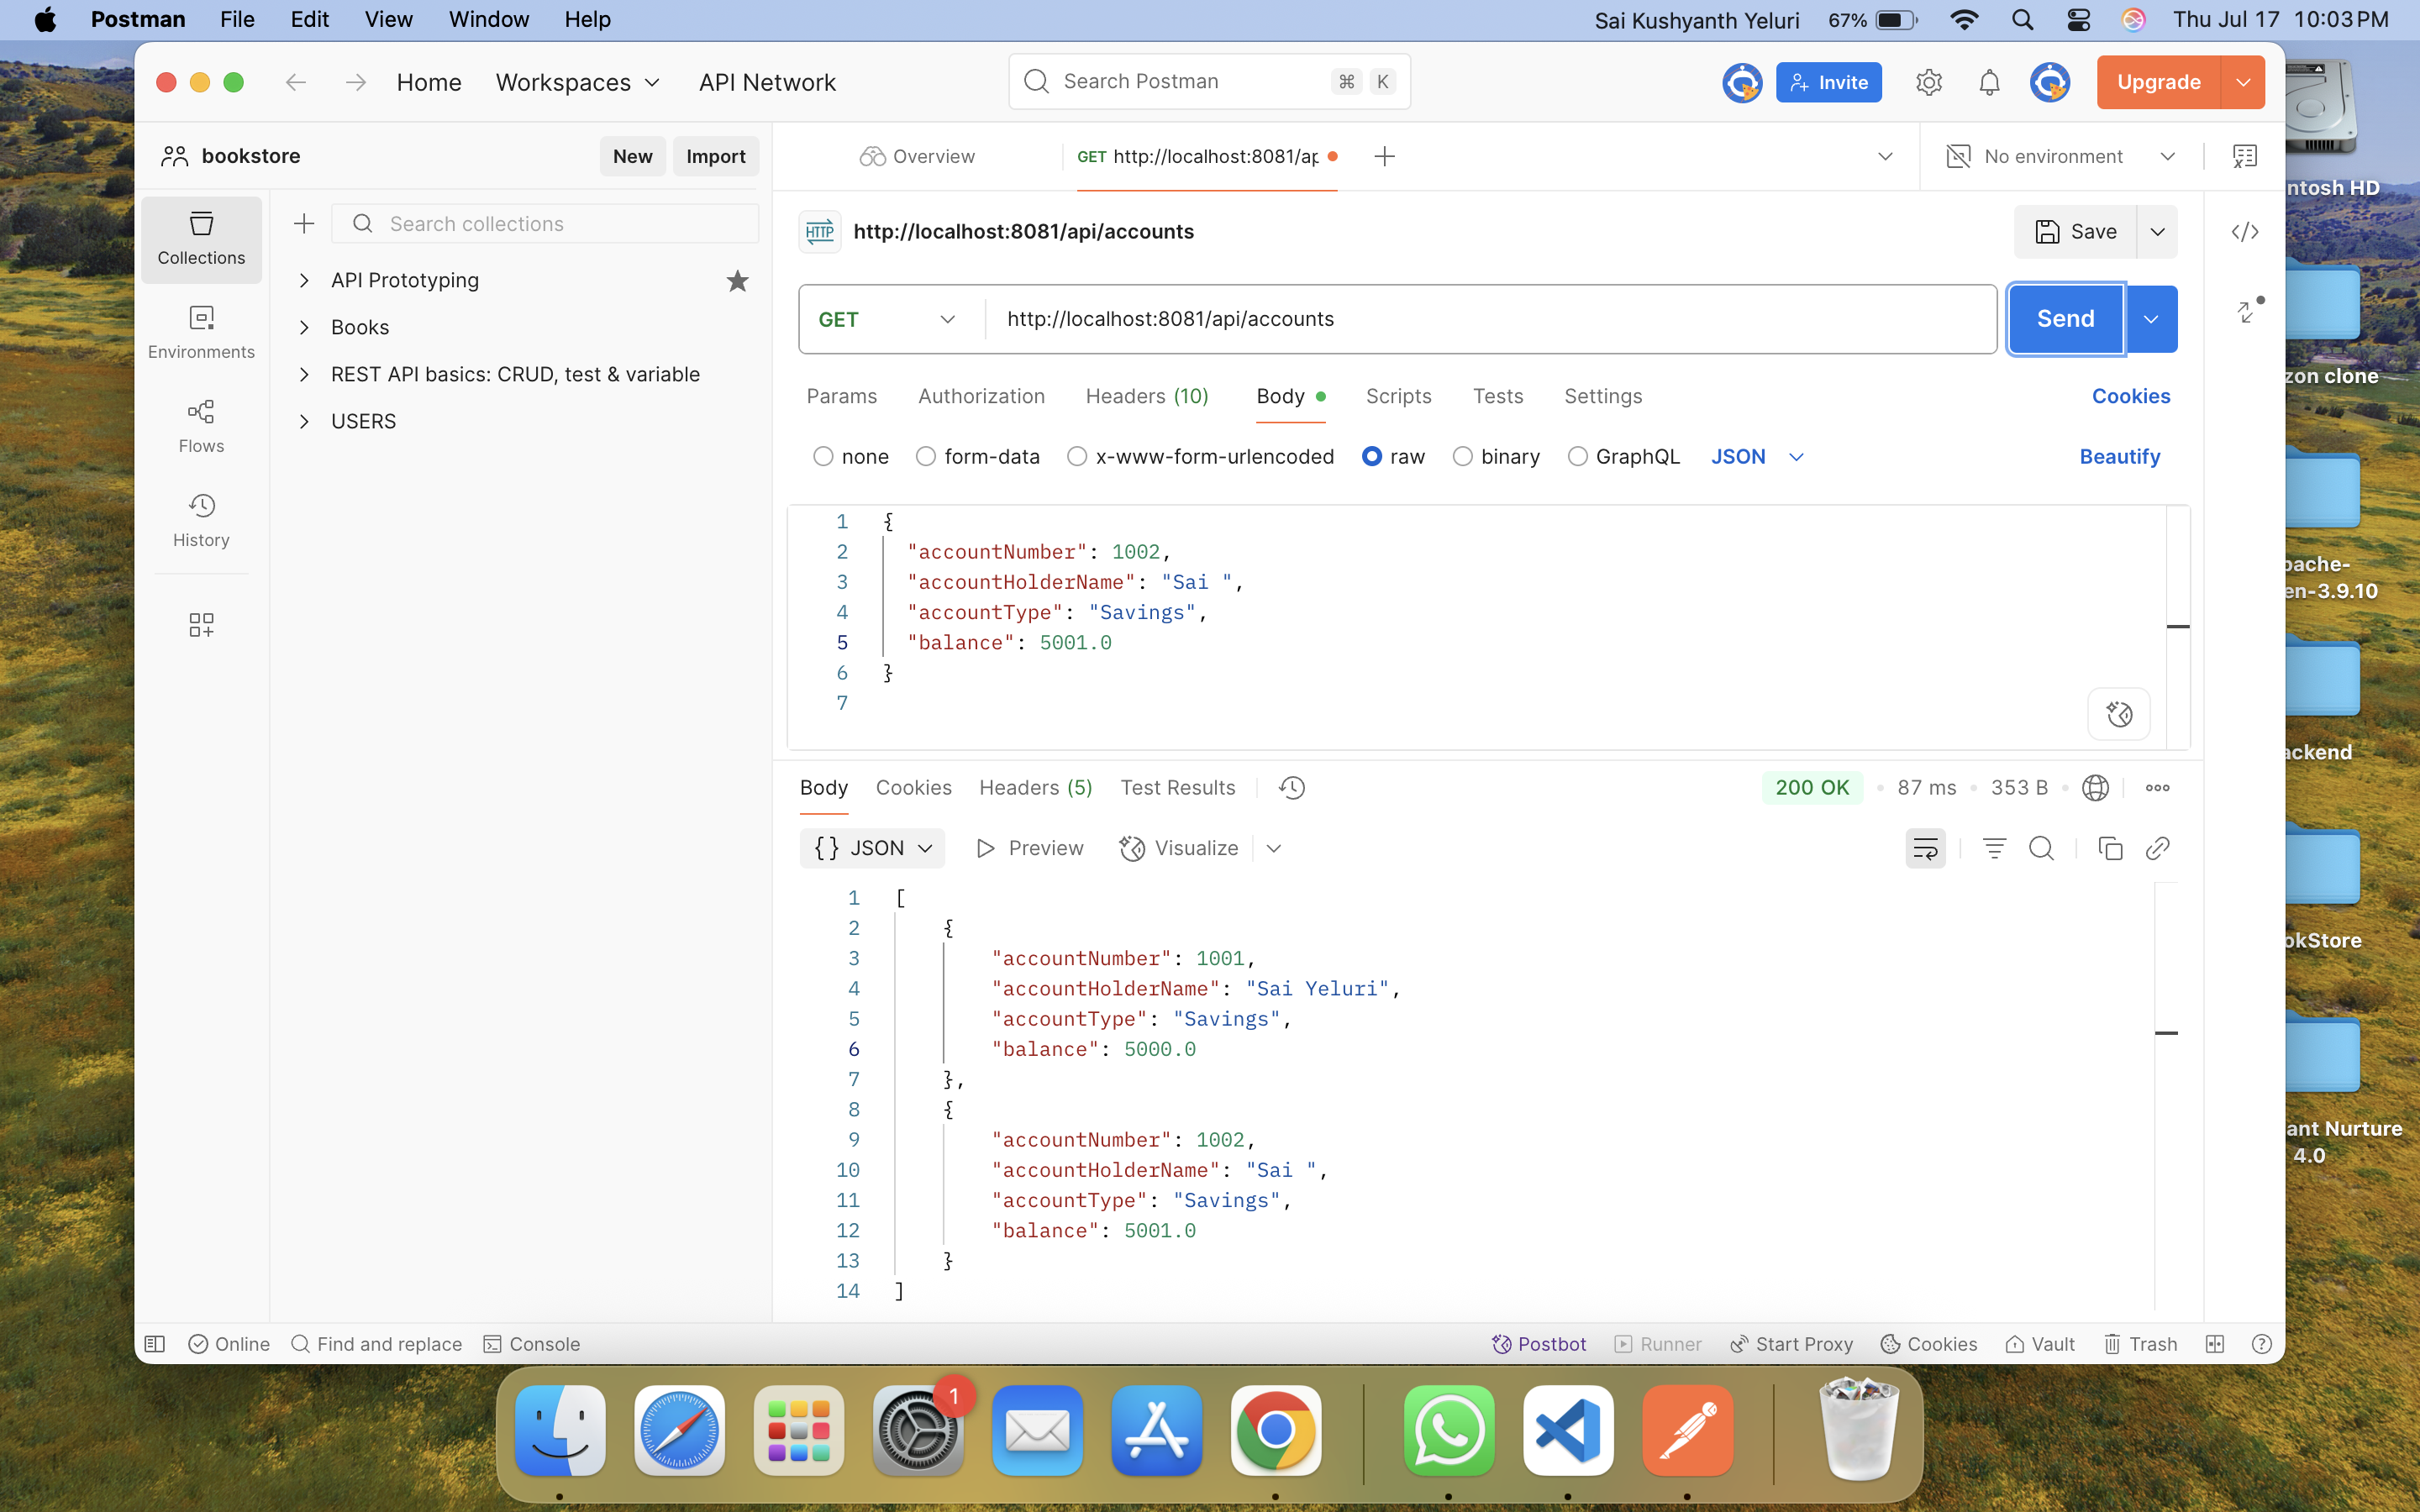 Postman File Edit View Window Help Sai Kushyanth Yeluri 67% Thu Jul 17 10:03 PM
Home Workspaces API Network Search Postman ⌘ K Invite Upgrade
bookstore New Import Overview GET http://localhost:8081/ap No environment
Collections
Environments
Flows
History
Search collections
API Prototyping
Books
REST API basics: CRUD, test & variable
USERS
HTTP http://localhost:8081/api/accounts Save
GET http://localhost:8081/api/accounts Send
Params Authorization Headers (10) Body Scripts Tests Settings Cookies
none form-data x-www-form-urlencoded raw binary GraphQL JSON Beautify
1 {
2 "accountNumber": 1002,
3 "accountHolderName": "Sai ",
4 "accountType": "Savings",
5 "balance": 5001.0
6 }
7
Body Cookies Headers (5) Test Results 200 OK • 87 ms • 353 B
{} JSON Preview Visualize
1 [
2 {
3 "accountNumber": 1001,
4 "accountHolderName": "Sai Yeluri",
5 "accountType": "Savings",
6 "balance": 5000.0
7 },
8 {
9 "accountNumber": 1002,
10 "accountHolderName": "Sai ",
11 "accountType": "Savings",
12 "balance": 5001.0
13 }
14 ]
Online Find and replace Console Postbot Runner Start Proxy Cookies Vault Trash
ntosh HD
zon clone
pache-
en-3.9.10
ackend
okStore
ant Nurture
4.0
1